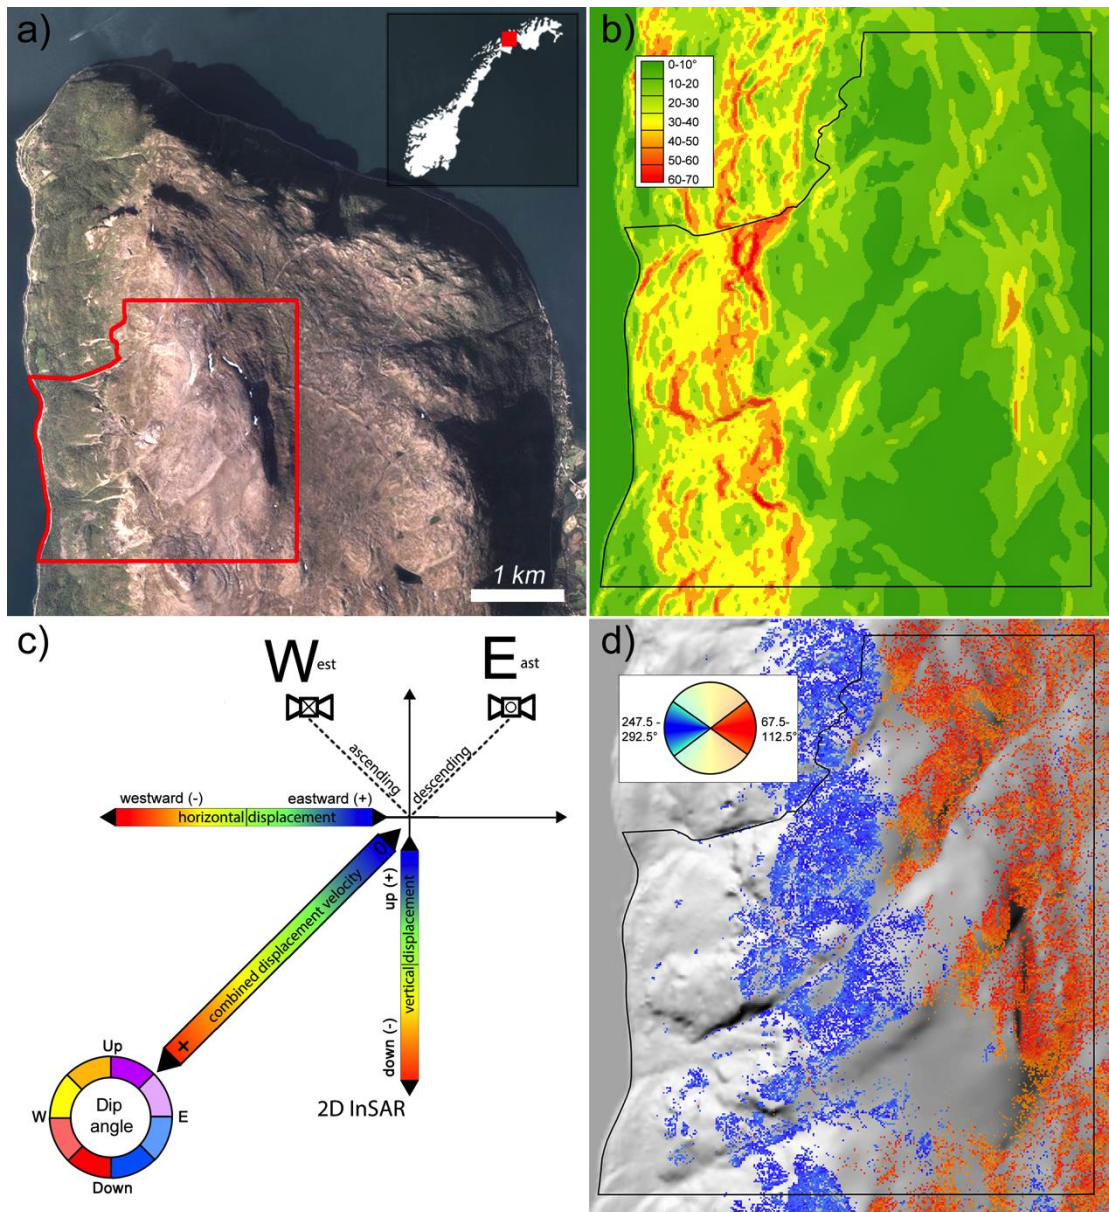 a)
1 km
b)
0-10°
10-20
20-30
30-40
40-50
50-60
60-70
c)
West
East
ascending
descending
westward (-)
eastward (+)
horizontal|displacement
combined displacement velocity
0
+
up (+)
vertical|displacement
down (-)
2D InSAR
Up
W
Dip
angle
E
Down
d)
247.5 -
292.5°
67.5-
112.5°